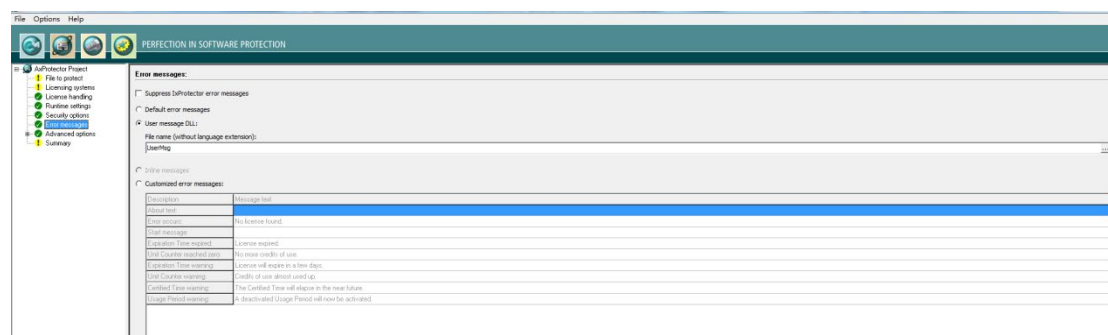 File Options Help
PERFECTION IN SOFTWARE PROTECTION
AxProtector Project
File to protect
Licensing systems
License handling
Runtime settings
Security options
Error messages
Advanced options
Summary
Error messages:
Suppress IxProtector error messages
Default error messages
User message DLL:
File name (without language extension):
UserMsg
...
Inline messages
Customized error messages:
Description Message text
About text:
Error occurs: No license found.
Start message:
Expiration Time expired: License expired.
Unit Counter reached zero: No more credits of use.
Expiration Time warning: License will expire in a few days.
Unit Counter warning: Credits of use almost used up.
Certified Time warning: The Certified Time will elapse in the near future.
Usage Period warning: A deactivated Usage Period will now be activated.